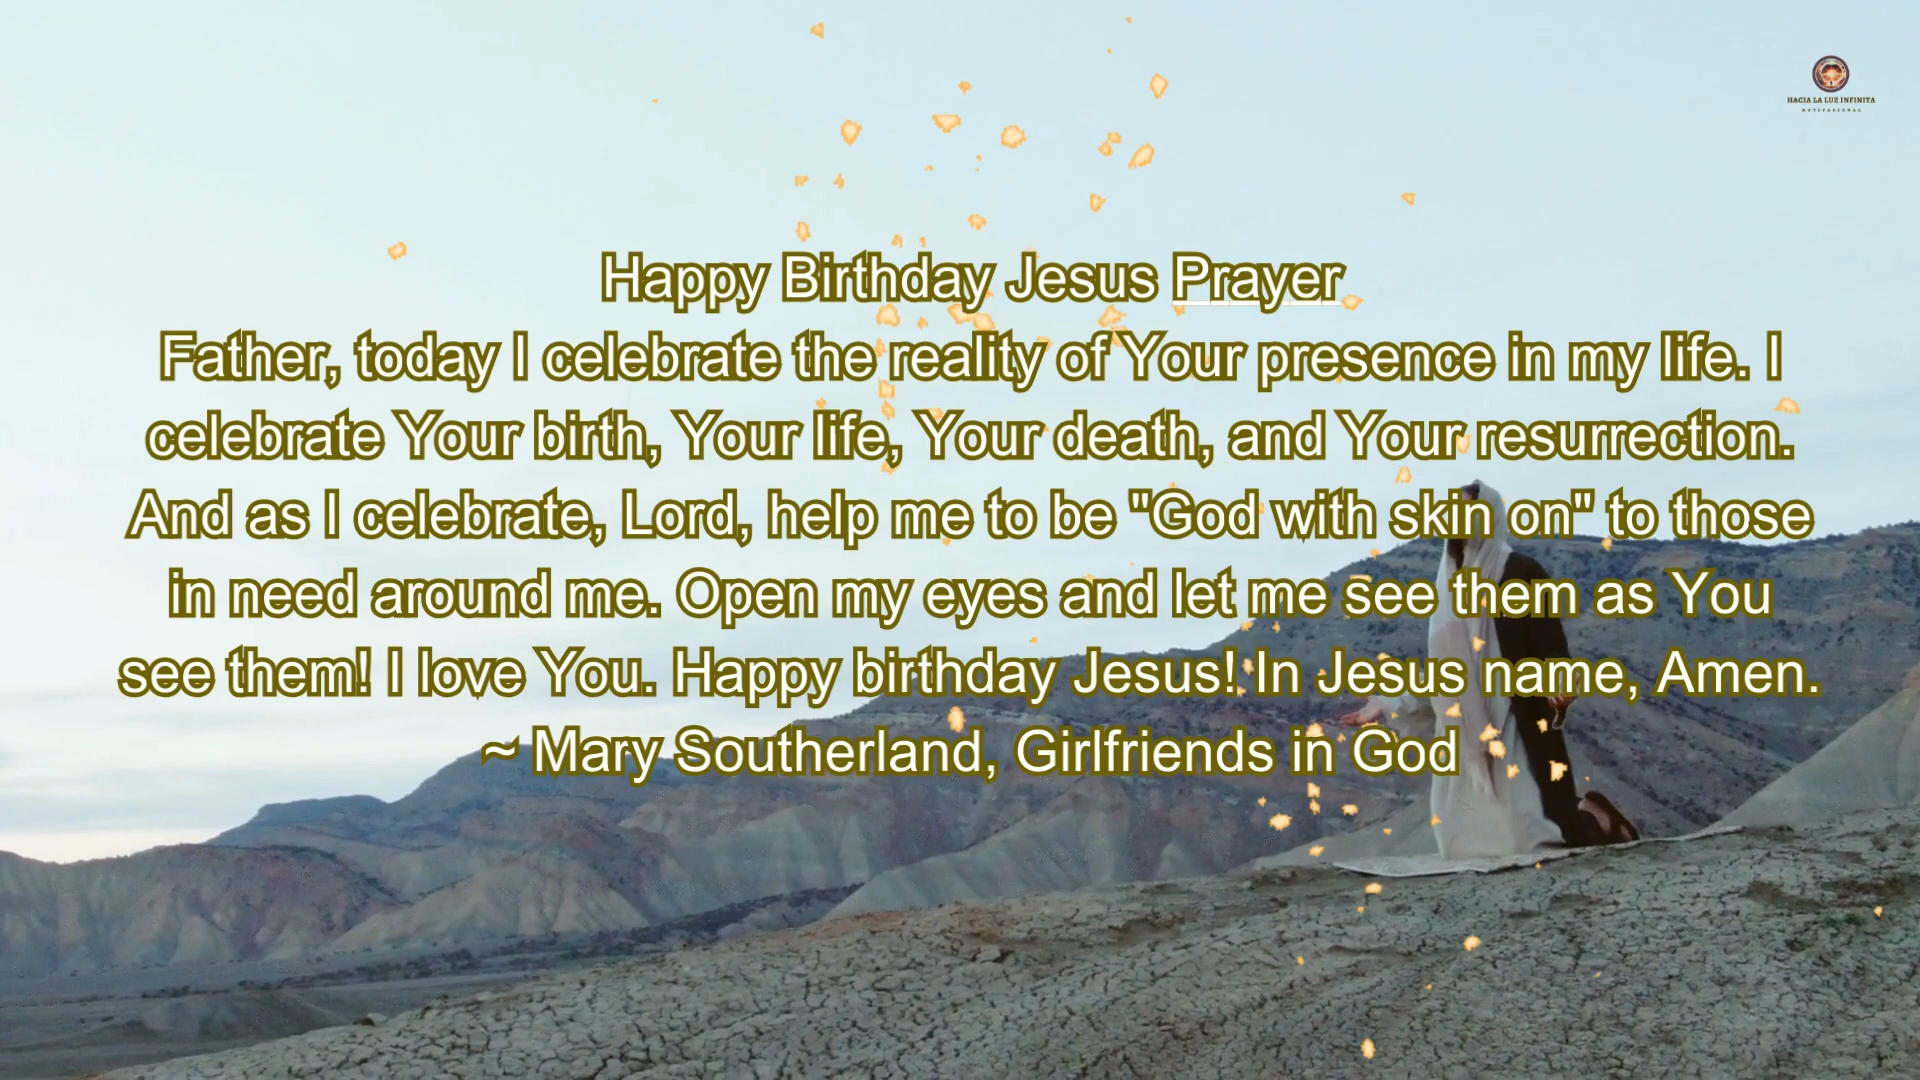 HACIA LA LUZ INFINITA
MOTIVACIONAL
Happy Birthday Jesus Prayer
Father, today I celebrate the reality of Your presence in my life. I
celebrate Your birth, Your life, Your death, and Your resurrection.
And as I celebrate, Lord, help me to be "God with skin on" to those
in need around me. Open my eyes and let me see them as You
see them! I love You. Happy birthday Jesus! In Jesus name, Amen.
~ Mary Southerland, Girlfriends in God